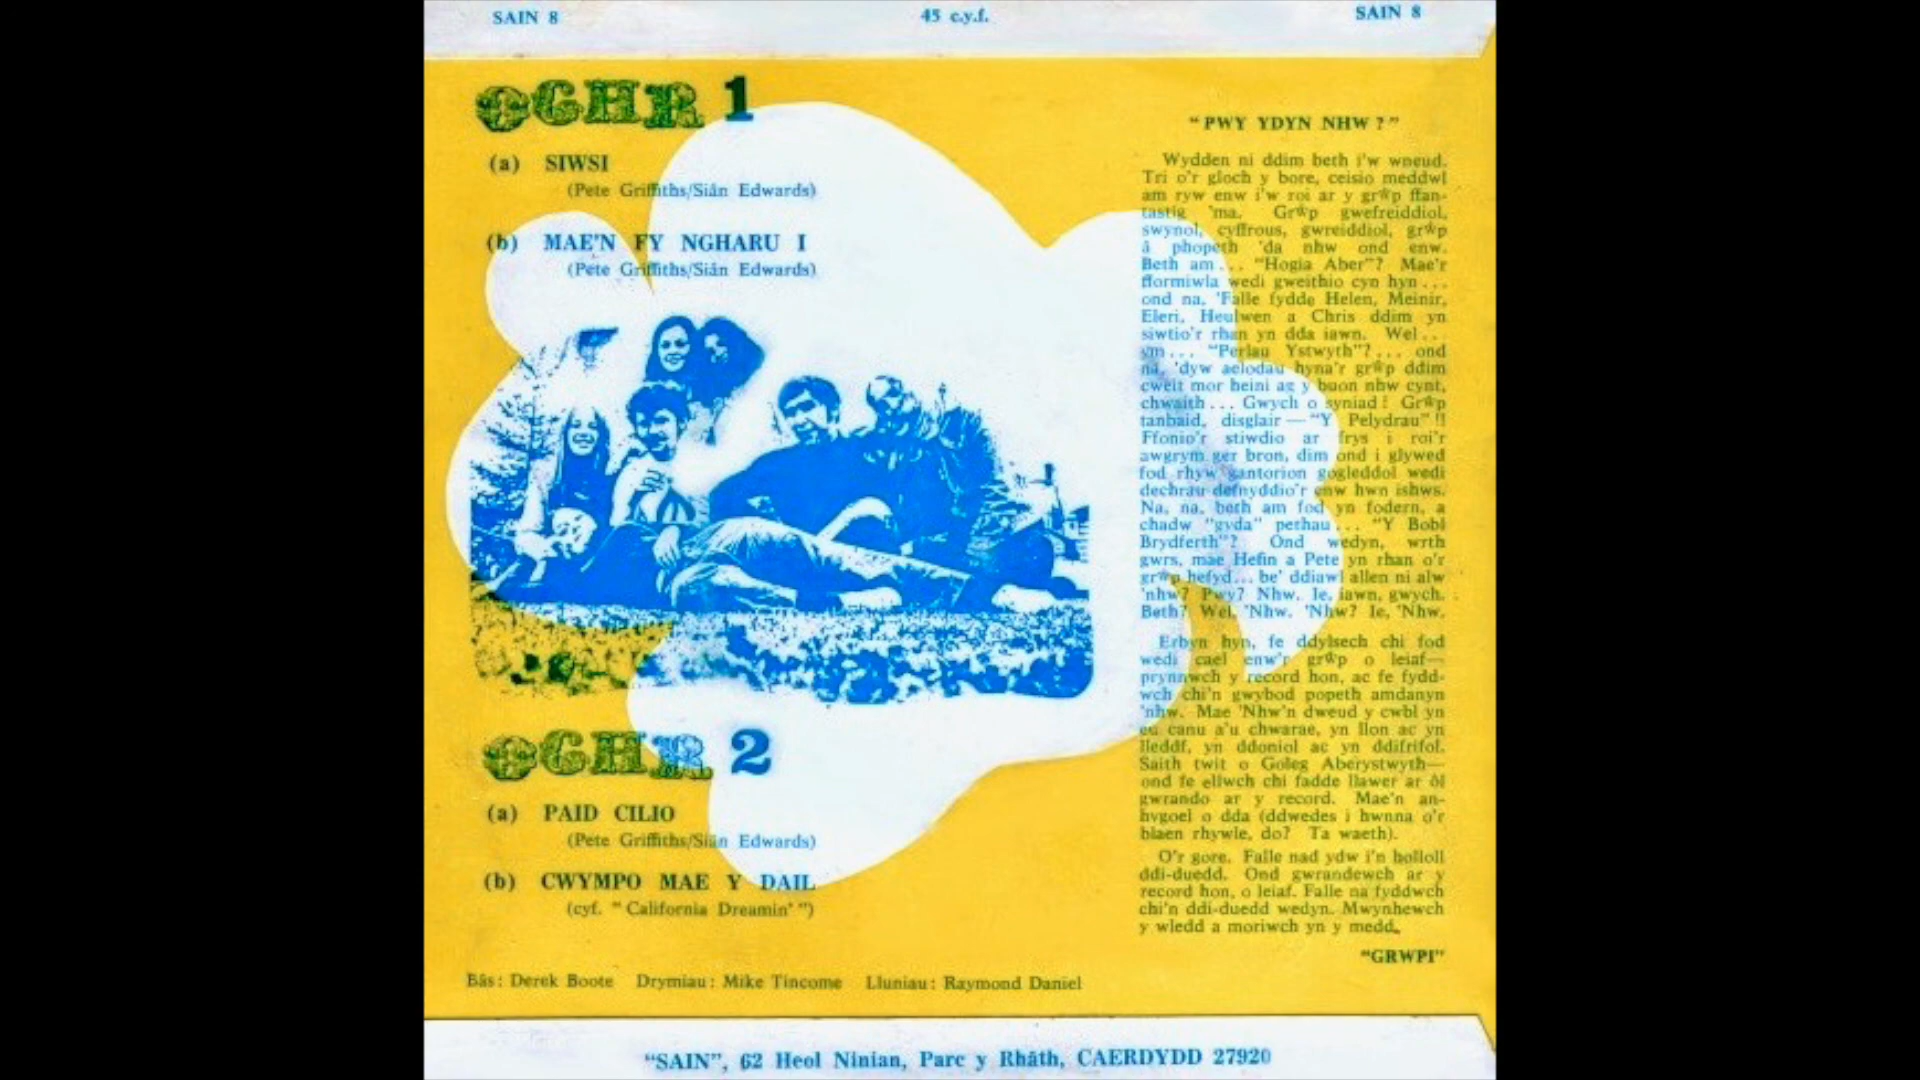 SAIN 8
45 c.y.f.
SAIN 8
OCHR 1
(a) SIWSI
(Pete Griffiths/Siân Edwards)
(b) MAE'N FY NGHARU I
(Pete Griffiths/Siân Edwards)
OCHR 2
(a) PAID CILIO
(Pete Griffiths/Siân Edwards)
(b) CWYMPO MAE Y DAIL
(cyf. "California Dreamin'")
"PWY YDYN NHW?"
Wydden ni ddim beth i'w wneud.
Tri o'r gloch y bore, ceisio meddwl
am ryw enw i'w roi ar y grŵp ffan-
tastig 'ma. Grŵp gwefreiddiol,
swynol, cyffrous, gwreiddiol, grŵp
â phopeth 'da nhw ond enw.
Beth am... "Hogia Aber"? Mae'r
fformiwla wedi gweithio cyn hyn...
ond na. 'Falle fydde Helen, Meinir,
Eleri, Heulwen a Chris ddim yn
siwtio'r rhan yn dda iawn. Wel...
ym... "Perlau Ystwyth"?... ond
na, 'dyw aelodau hyna'r grŵp ddim
cweit mor heini ag y buon nhw cynt,
chwaith... Gwych o syniad! Grŵp
tanbaid, disglair—"Y Pelydrau"!!
Ffonio'r stiwdio ar frys i roi'r
awgrym ger bron, dim ond i glywed
fod rhyw gantorion gogleddol wedi
dechrau defnyddio'r enw hwn ishws.
Na, na, beth am fod yn fodern, a
chadw "gyda" pethau... "Y Bobl
Brydferth"? Ond wedyn, wrth
gwrs, mae Hefin a Pete yn rhan o'r
grŵp hefyd... be' ddiawl allen ni alw
'nhw? Pwy? Nhw. Ie, iawn, gwych.
Beth? Wel, 'Nhw. 'Nhw? Ie, 'Nhw.
Erbyn hyn, fe ddylsech chi fod
wedi cael enw'r grŵp o leiaf—
prynnwch y record hon, ac fe fydd-
wch chi'n gwybod popeth amdanyn
'nhw. Mae 'Nhw'n dweud y cwbl yn
eu canu a'u chwarae, yn llon ac yn
lleddf, yn ddoniol ac yn ddifrifol.
Saith twit o Goleg Aberystwyth—
ond fe ellwch chi fadde llawer ar ôl
gwrando ar y record. Mae'n an-
hygoel o dda (ddwedes i hwnna o'r
blaen rhywle, do? Ta waeth).
O'r gore. Falle nad ydw i'n holloll
ddi-duedd. Ond gwrandewch ar y
record hon, o leiaf. Falle na fyddwch
chi'n ddi-duedd wedyn. Mwynhewch
y wledd a moriwch yn y medd.
"GRWPI"
Bâs: Derek Boote Drymiau: Mike Tincome Lluniau: Raymond Daniel
"SAIN", 62 Heol Ninian, Parc y Rhâth, CAERDYDD 27920